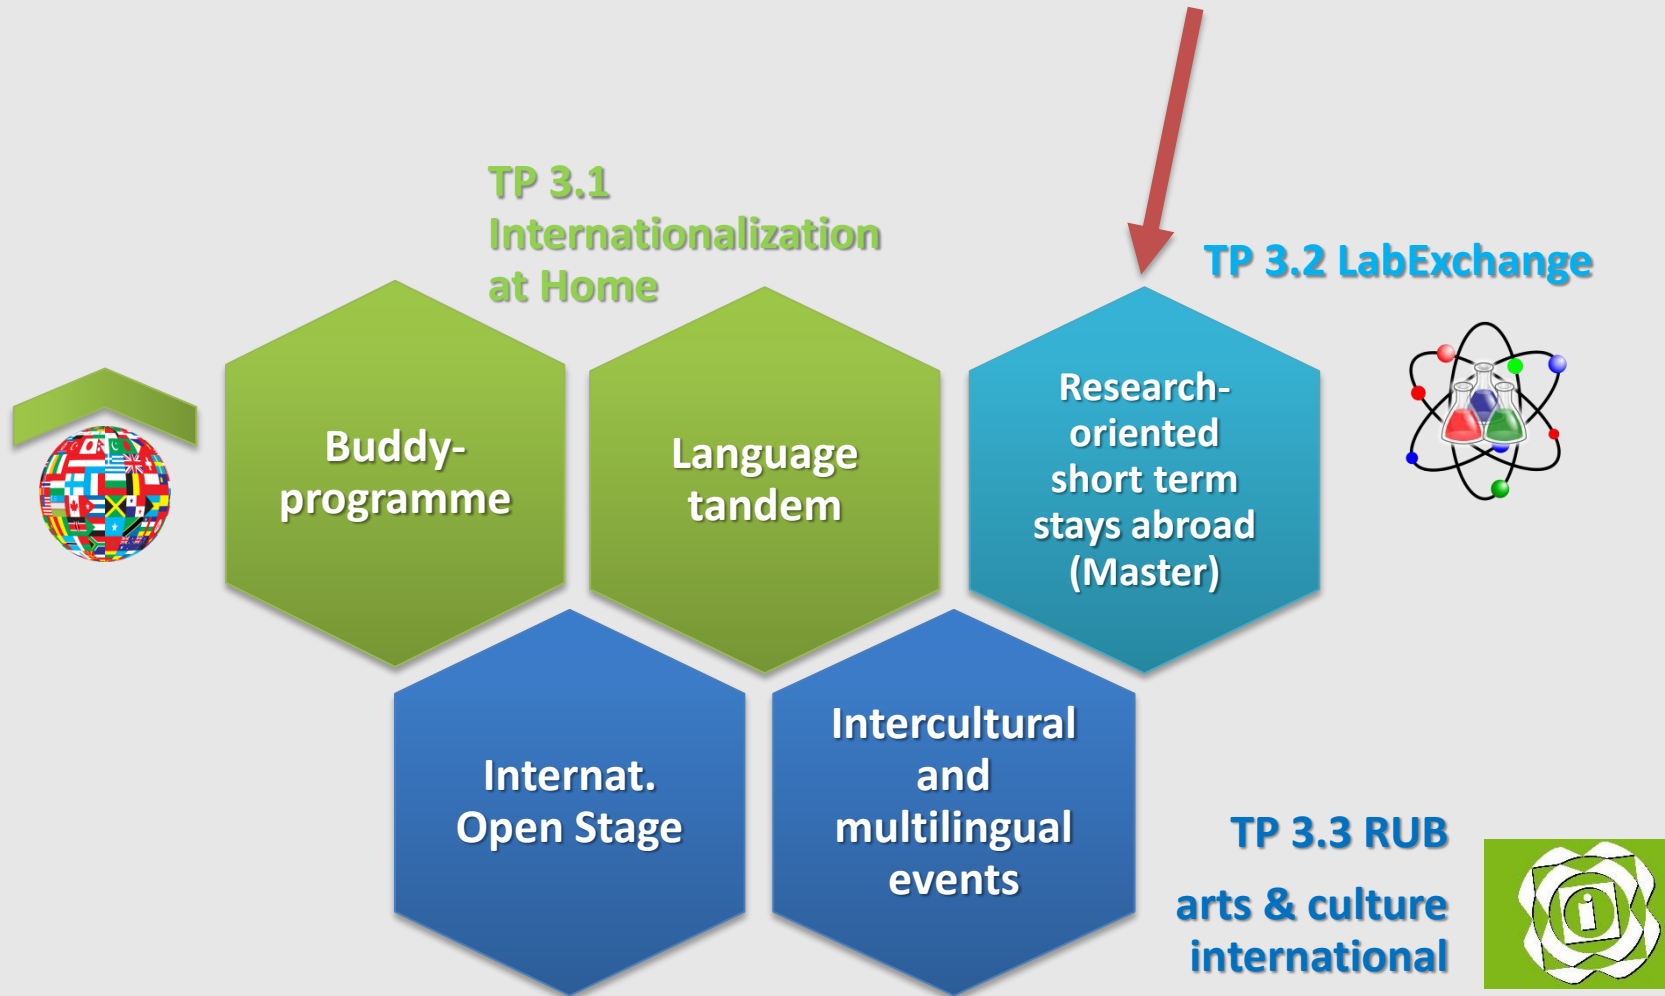 TP 3.1
Internationalization
at Home
TP 3.2 LabExchange
Buddy-
programme
Language
tandem
Research-
oriented
short term
stays abroad
(Master)
Internat.
Open Stage
Intercultural
and
multilingual
events
TP 3.3 RUB
arts & culture
international
i